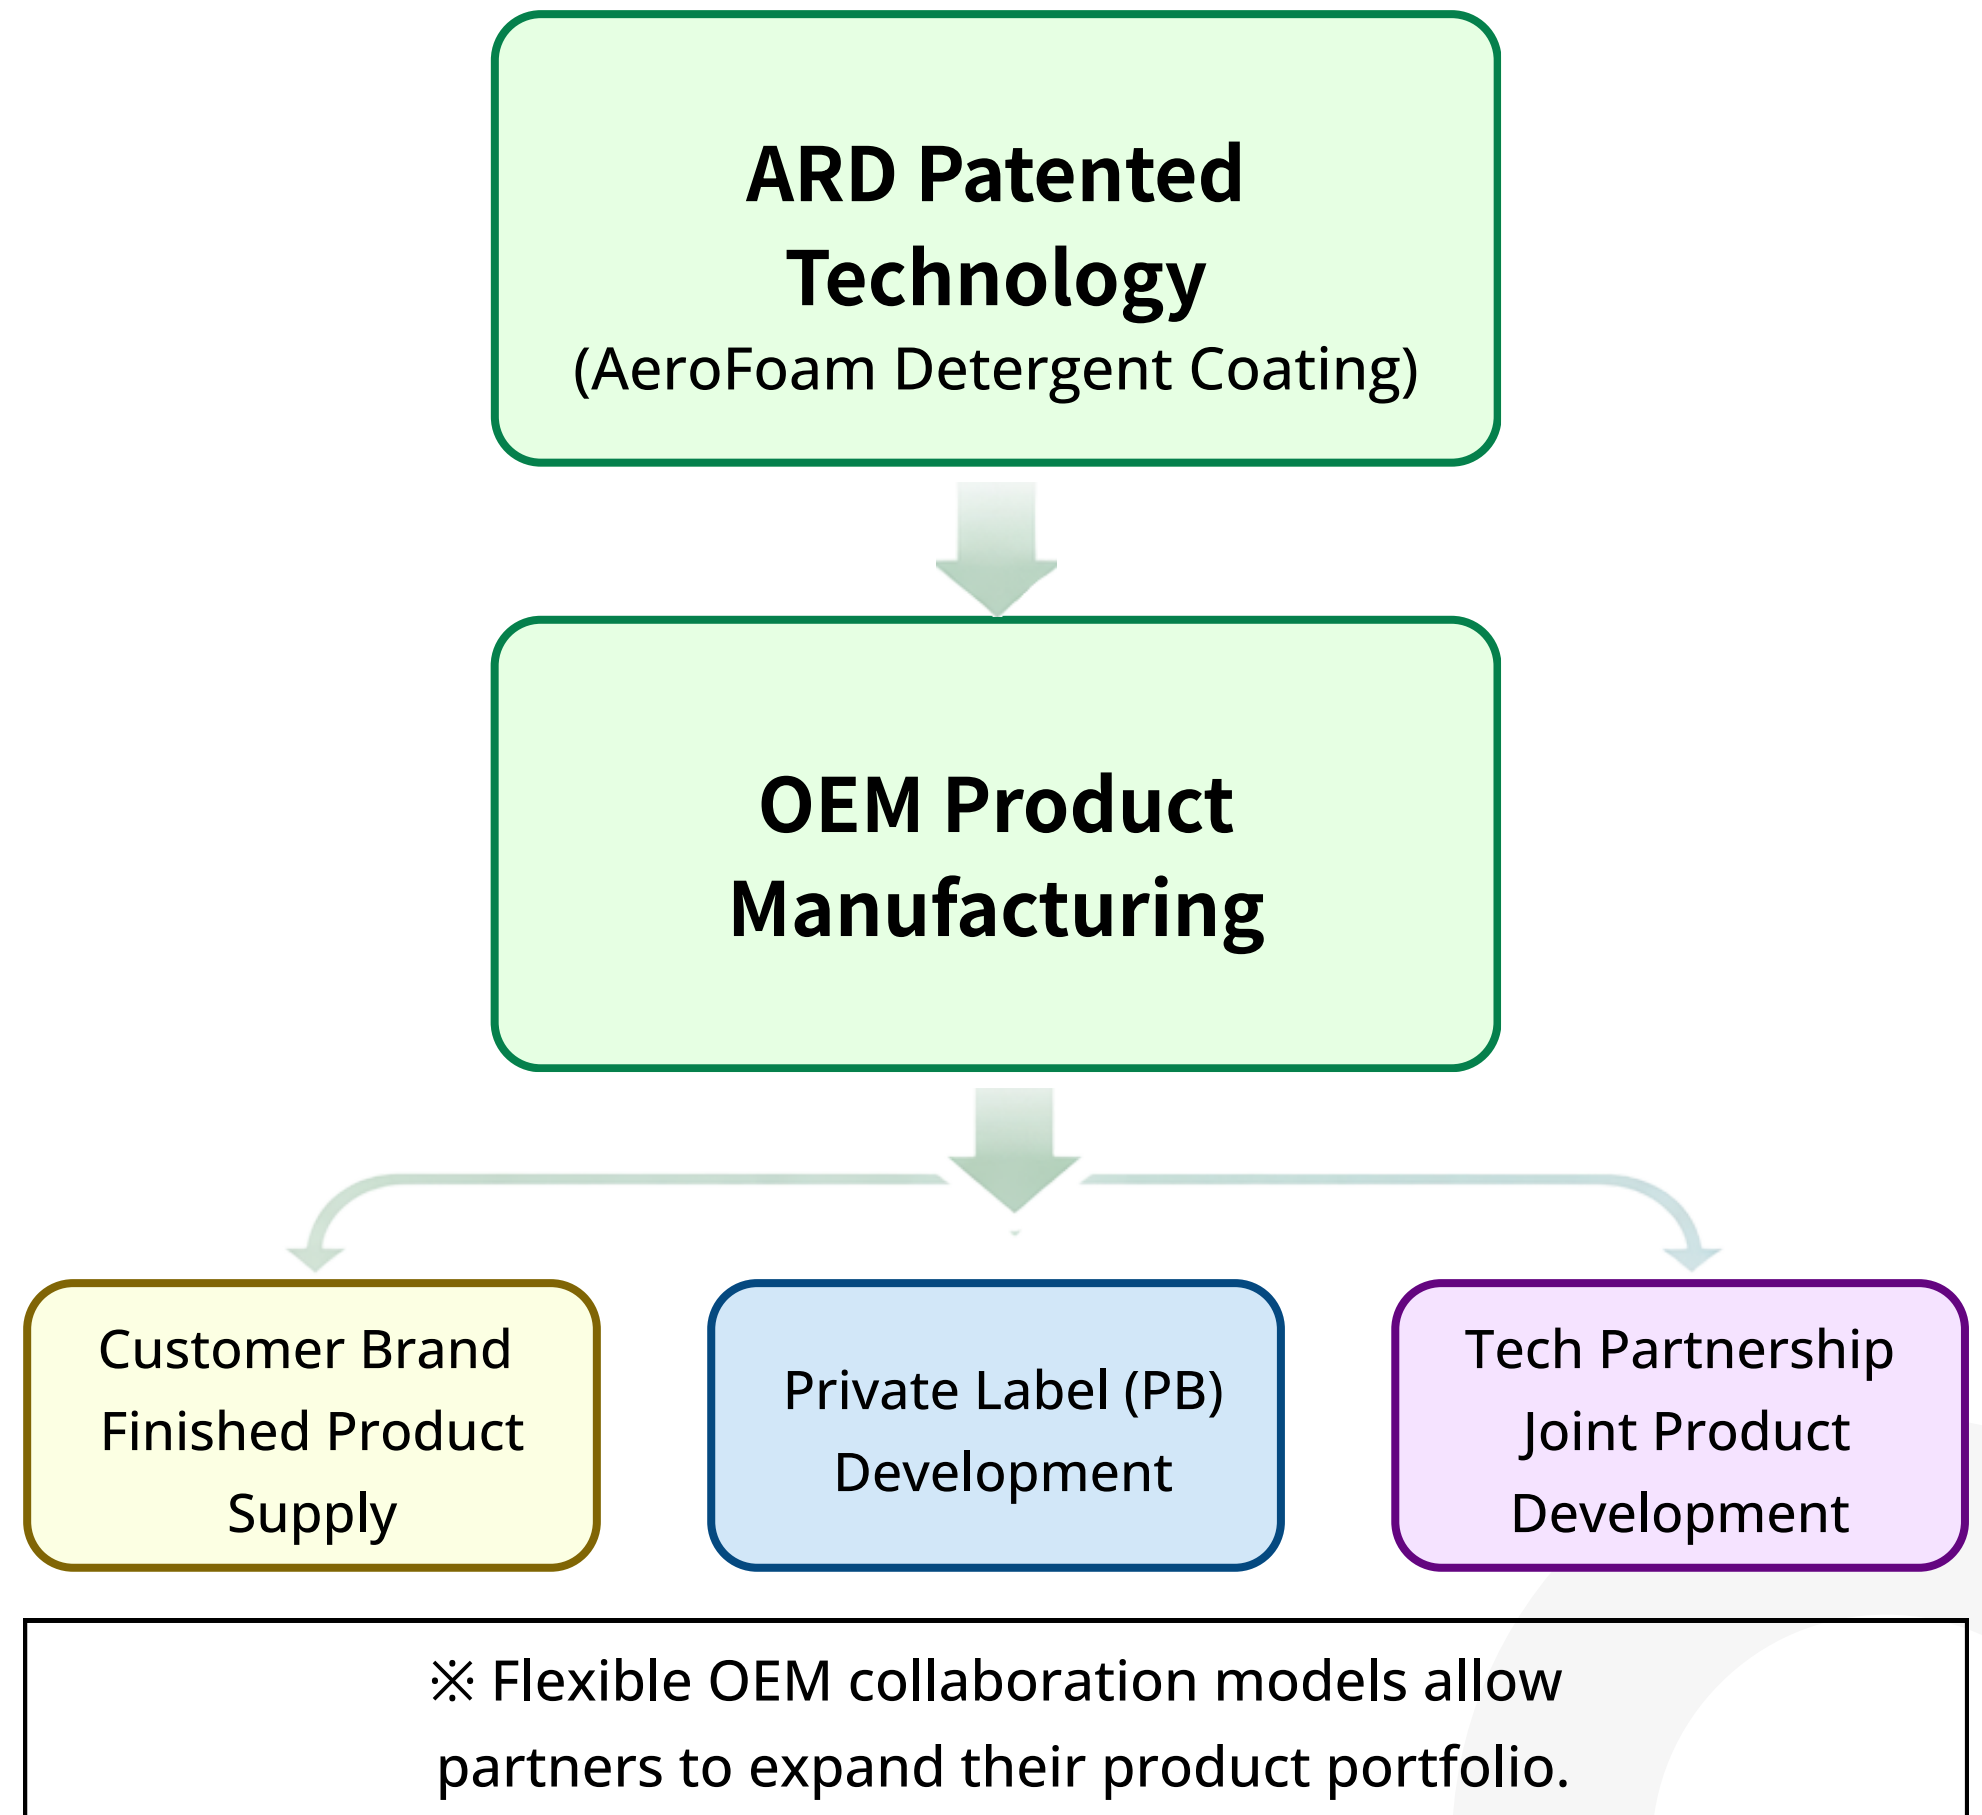 ARD Patented
Technology
(AeroFoam Detergent Coating)
OEM Product
Manufacturing
Customer Brand
Finished Product
Supply
Private Label (PB)
Development
Tech Partnership
Joint Product
Development
※ Flexible OEM collaboration models allow
partners to expand their product portfolio.